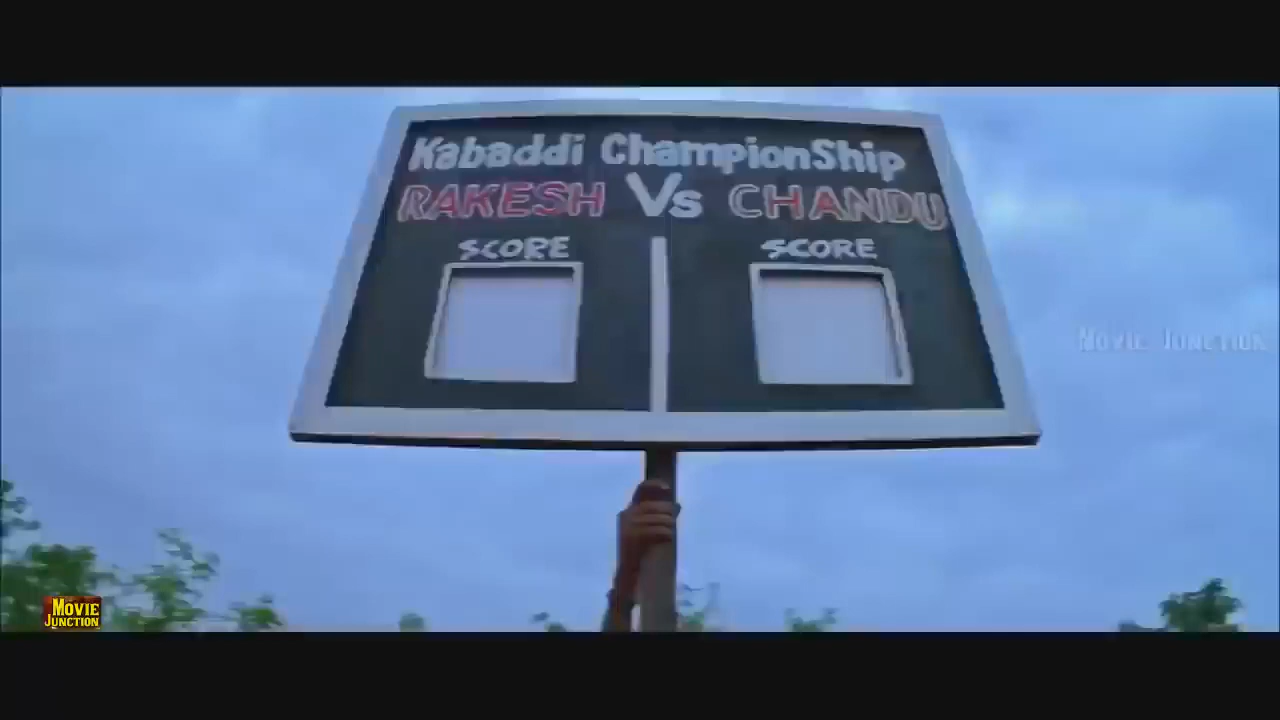 Kabaddi ChampionShip
RAKESH Vs CHANDU
SCORE SCORE
MOVIE JUNCTION
MOVIE
JUNCTION